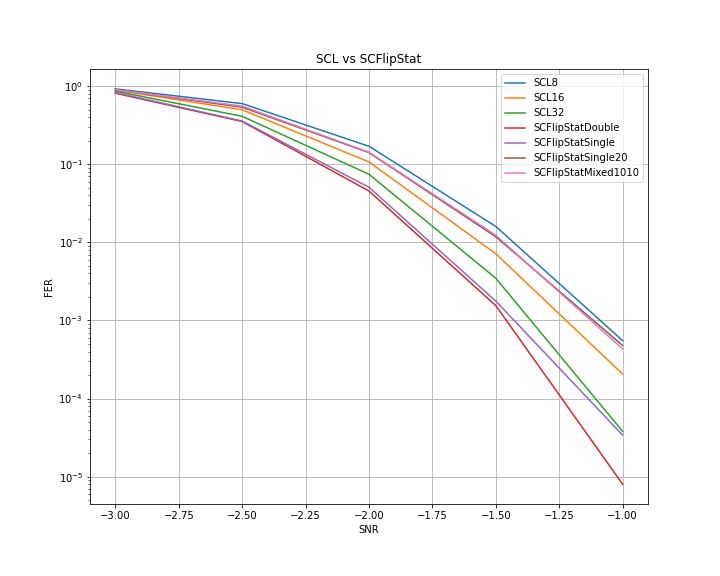 SCL vs SCFlipStat
10⁰
10⁻¹
10⁻²
10⁻³
10⁻⁴
10⁻⁵
FER
SCL8
SCL16
SCL32
SCFlipStatDouble
SCFlipStatSingle
SCFlipStatSingle20
SCFlipStatMixed1010
−3.00 −2.75 −2.50 −2.25 −2.00 −1.75 −1.50 −1.25 −1.00
SNR